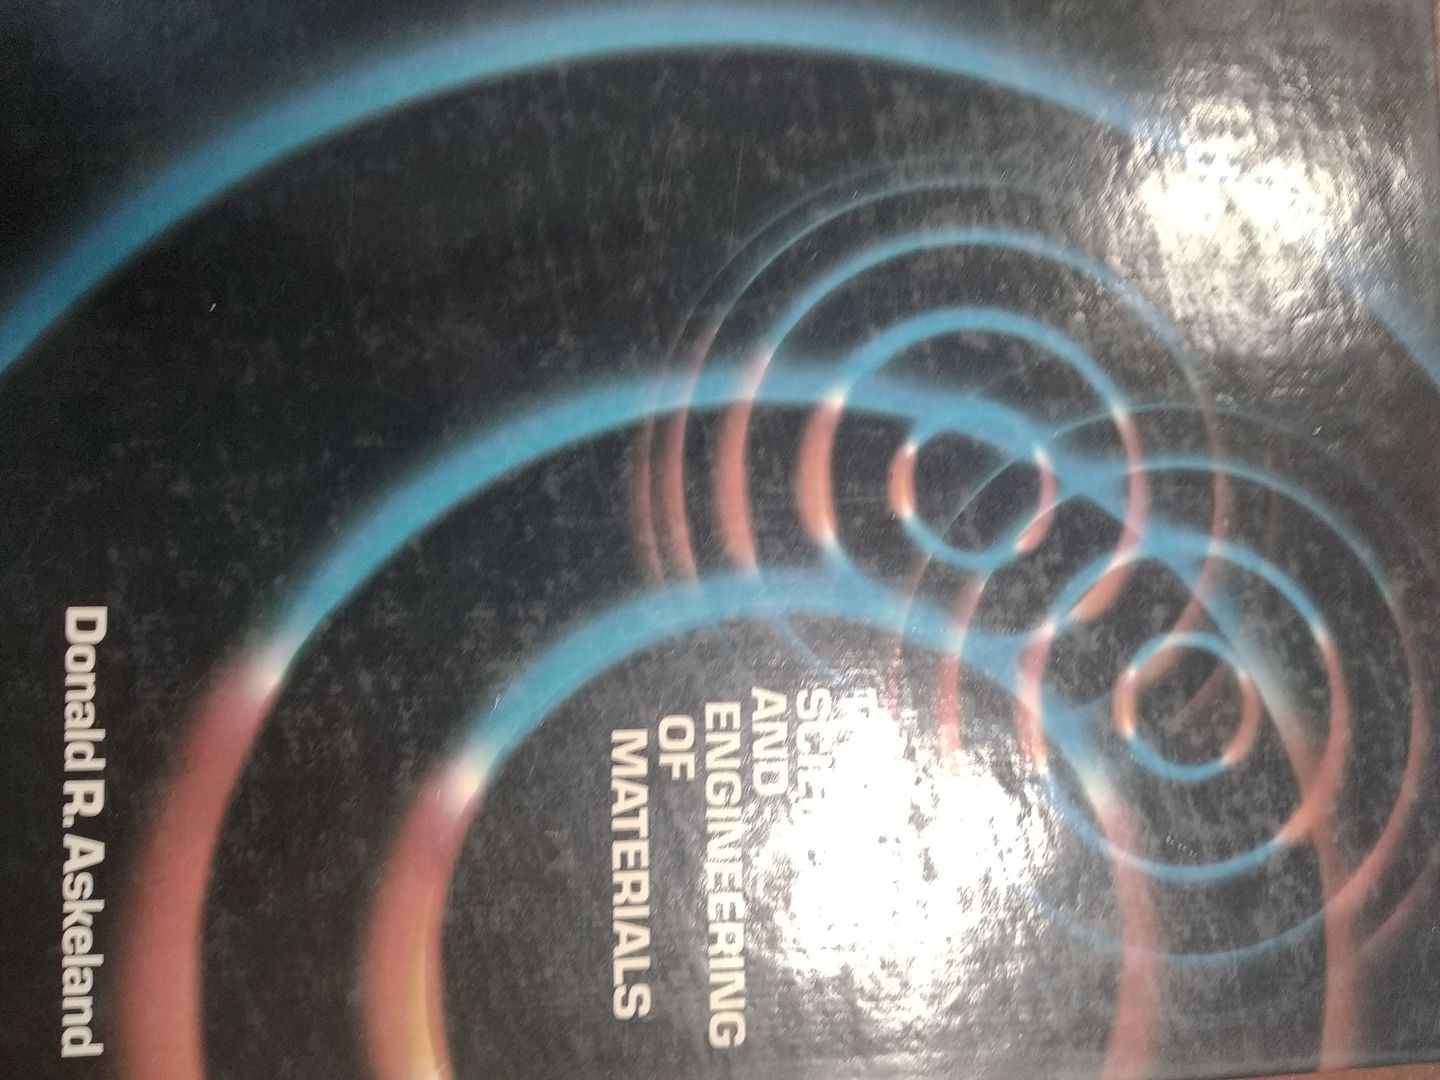 AND
ENGINEERING
OF
MATERIALS
Donald R. Askeland